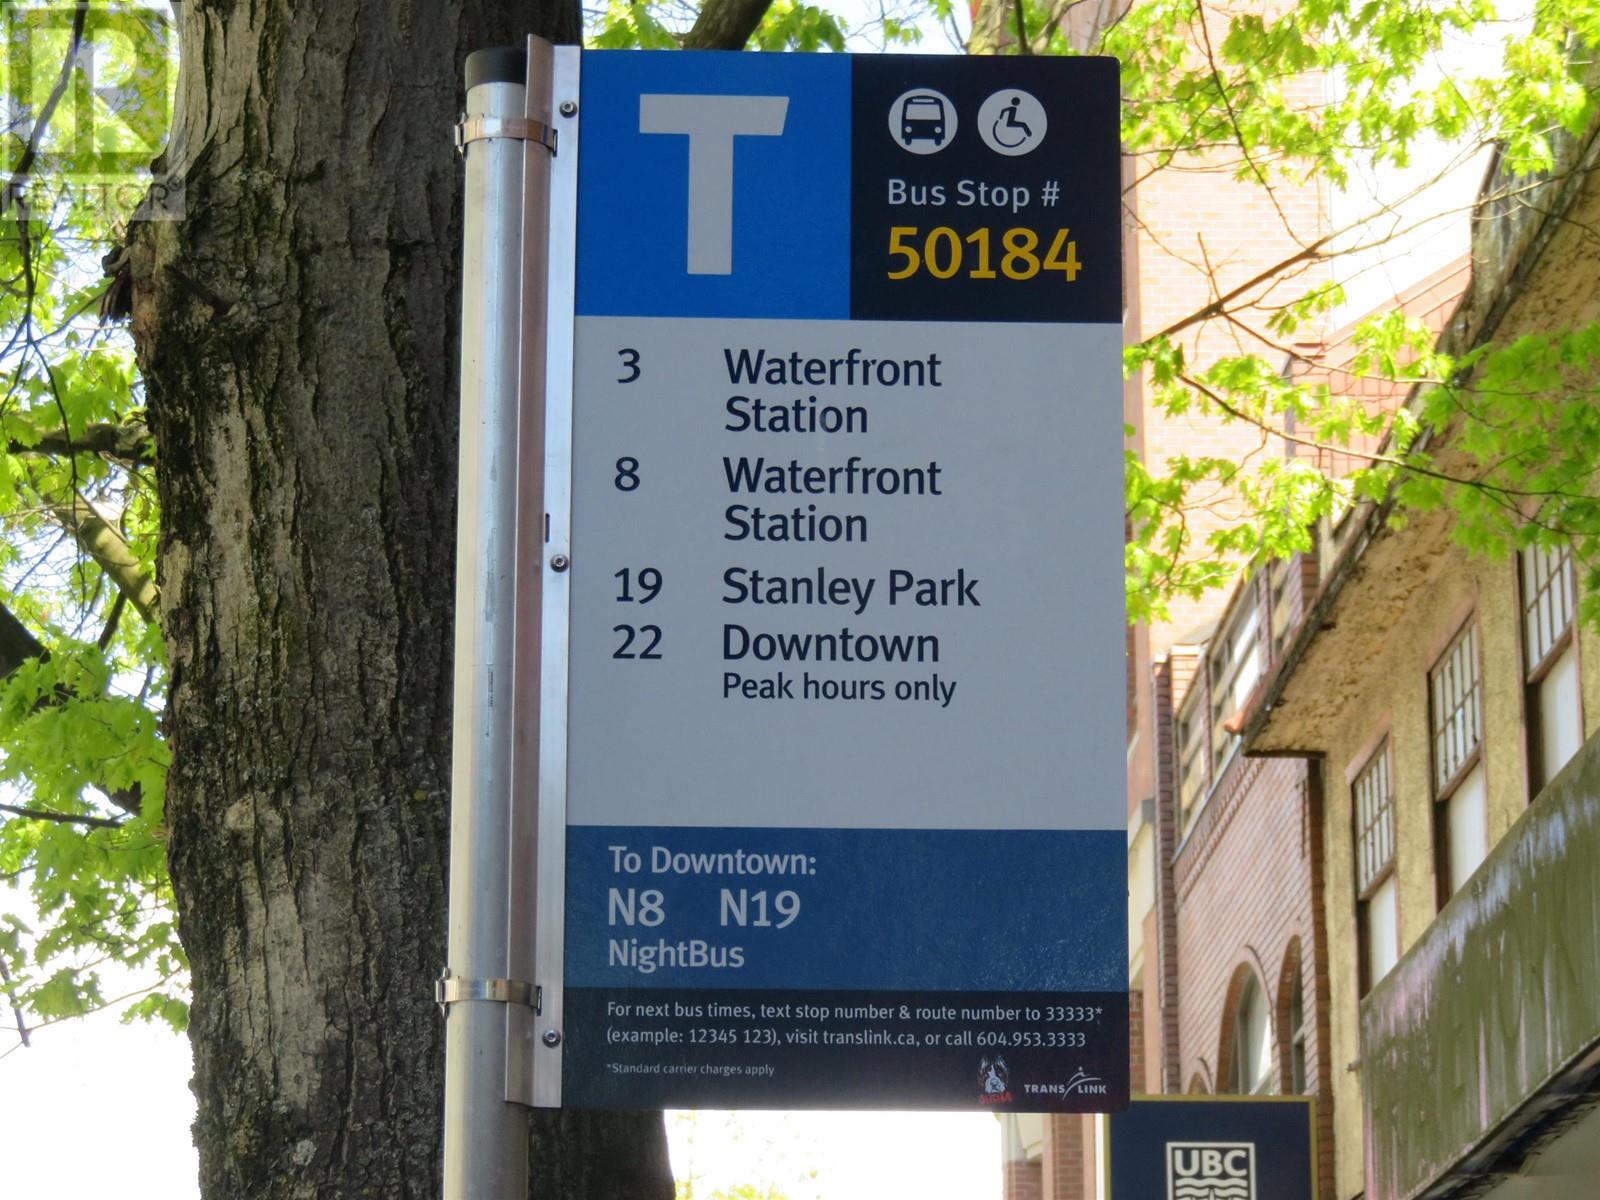 REALTOR®
T
Bus Stop #
50184
3 Waterfront
Station
8 Waterfront
Station
19 Stanley Park
22 Downtown
Peak hours only
To Downtown:
N8 N19
NightBus
For next bus times, text stop number & route number to 33333*
(example: 12345 123), visit translink.ca, or call 604.953.3333
*Standard carrier charges apply
TRANS LINK
UBC